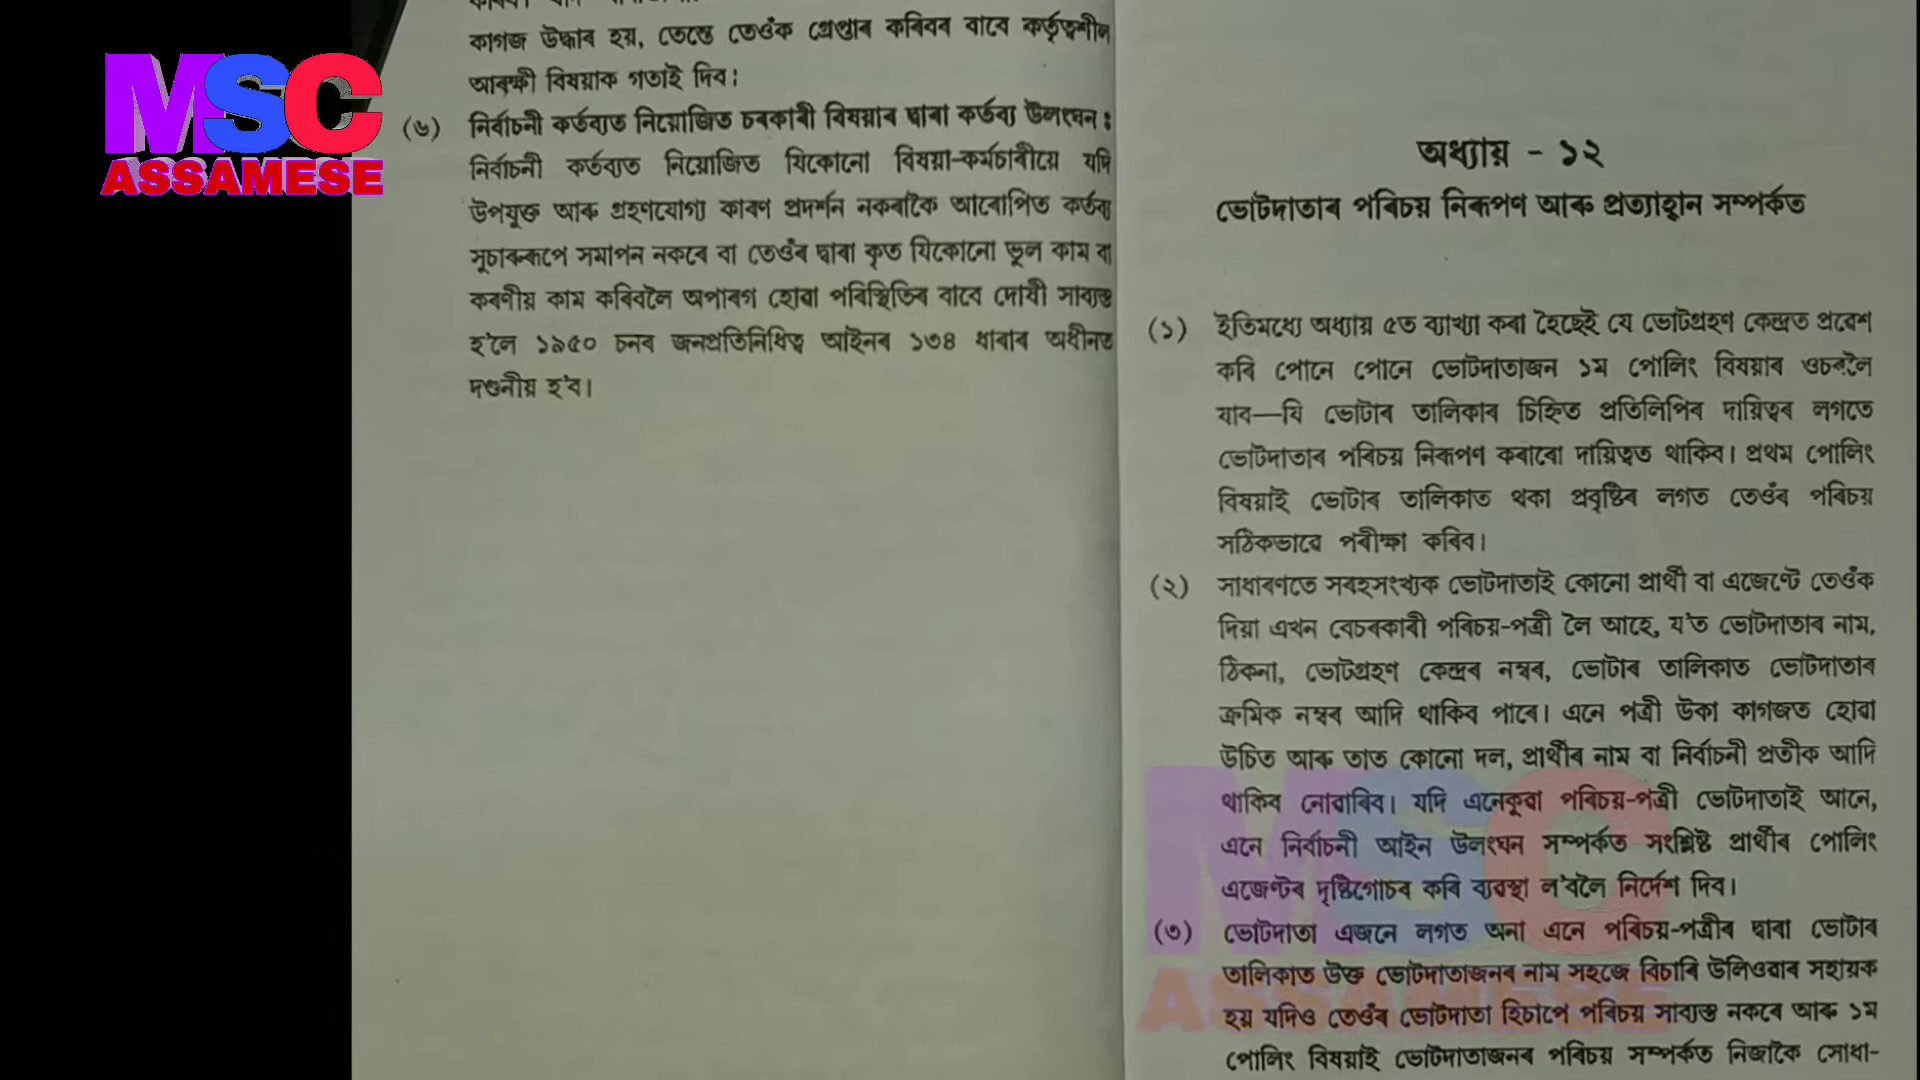 MSC
ASSAMESE
কাগজ উদ্ধাৰ হয়, তেন্তে তেওঁক গ্ৰেপ্তাৰ কৰিবৰ বাবে কৰ্তৃত্বশীল
আৰক্ষী বিষয়াক গতাই দিব।
(৬) নিৰ্বাচনী কৰ্তব্যত নিয়োজিত চৰকাৰী বিষয়াৰ দ্বাৰা কৰ্তব্য উলংঘন :
নিৰ্বাচনী কৰ্তব্যত নিয়োজিত যিকোনো বিষয়া-কৰ্মচাৰীয়ে যদি
উপযুক্ত আৰু গ্ৰহণযোগ্য কাৰণ প্ৰদৰ্শন নকৰাকৈ আৰোপিত কৰ্তব্য
সুচাৰুৰূপে সমাপন নকৰে বা তেওঁৰ দ্বাৰা কৃত যিকোনো ভুল কাম বা
কৰণীয় কাম কৰিবলৈ অপাৰগ হোৱা পৰিস্থিতিৰ বাবে দোষী সাব্যস্ত
হ'লে ১৯৫০ চনৰ জনপ্ৰতিনিধিত্ব আইনৰ ১৩৪ ধাৰাৰ অধীনত
দণ্ডনীয় হ'ব।
অধ্যায় - ১২
ভোটদাতাৰ পৰিচয় নিৰূপণ আৰু প্ৰত্যাহ্বান সম্পৰ্কত
(১) ইতিমধ্যে অধ্যায় ৫ত ব্যাখ্যা কৰা হৈছেই যে ভোটগ্ৰহণ কেন্দ্ৰত প্ৰৱেশ
কৰি পোনে পোনে ভোটদাতাজন ১ম পোলিং বিষয়াৰ ওচৰলৈ
যাব—যি ভোটাৰ তালিকাৰ চিহ্নিত প্ৰতিলিপিৰ দায়িত্বৰ লগতে
ভোটদাতাৰ পৰিচয় নিৰূপণ কৰাৰো দায়িত্বত থাকিব। প্ৰথম পোলিং
বিষয়াই ভোটাৰ তালিকাত থকা প্ৰবৃষ্টিৰ লগত তেওঁৰ পৰিচয়
সঠিকভাৱে পৰীক্ষা কৰিব।
(২) সাধাৰণতে সৰহসংখ্যক ভোটদাতাই কোনো প্ৰাৰ্থী বা এজেণ্টে তেওঁক
দিয়া এখন বেচৰকাৰী পৰিচয়-পত্ৰী লৈ আহে, য'ত ভোটদাতাৰ নাম,
ঠিকনা, ভোটগ্ৰহণ কেন্দ্ৰৰ নম্বৰ, ভোটাৰ তালিকাত ভোটদাতাৰ
ক্ৰমিক নম্বৰ আদি থাকিব পাৰে। এনে পত্ৰী উকা কাগজত হোৱা
উচিত আৰু তাত কোনো দল, প্ৰাৰ্থীৰ নাম বা নিৰ্বাচনী প্ৰতীক আদি
থাকিব নোৱাৰিব। যদি এনেকুৱা পৰিচয়-পত্ৰী ভোটদাতাই আনে,
এনে নিৰ্বাচনী আইন উলংঘন সম্পৰ্কত সংশ্লিষ্ট প্ৰাৰ্থীৰ পোলিং
এজেণ্টৰ দৃষ্টিগোচৰ কৰি ব্যৱস্থা ল'বলৈ নিৰ্দেশ দিব।
(৩) ভোটদাতা এজনে লগত অনা এনে পৰিচয়-পত্ৰীৰ দ্বাৰা ভোটাৰ
তালিকাত উক্ত ভোটদাতাজনৰ নাম সহজে বিচাৰি উলিওৱাৰ সহায়ক
হয় যদিও তেওঁৰ ভোটদাতা হিচাপে পৰিচয় সাব্যস্ত নকৰে আৰু ১ম
পোলিং বিষয়াই ভোটদাতাজনৰ পৰিচয় সম্পৰ্কত নিজাকৈ সোধা-
MSC
ASSAMESE